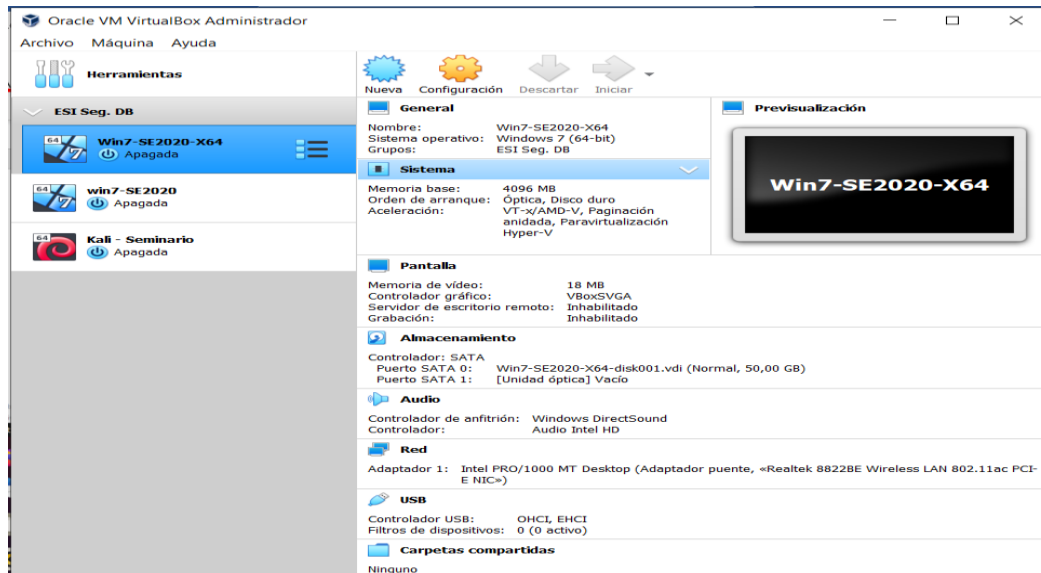 Oracle VM VirtualBox Administrador
Archivo Máquina Ayuda
Herramientas
Nueva Configuración Descartar Iniciar
ESI Seg. DB
64 Win7-SE2020-X64
Apagada
64 win7-SE2020
Apagada
64 Kali - Seminario
Apagada
General
Nombre: Win7-SE2020-X64
Sistema operativo: Windows 7 (64-bit)
Grupos: ESI Seg. DB
Previsualización
Win7-SE2020-X64
Sistema
Memoria base: 4096 MB
Orden de arranque: Óptica, Disco duro
Aceleración: VT-x/AMD-V, Paginación
anidada, Paravirtualización
Hyper-V
Pantalla
Memoria de vídeo: 18 MB
Controlador gráfico: VBoxSVGA
Servidor de escritorio remoto: Inhabilitado
Grabación: Inhabilitado
Almacenamiento
Controlador: SATA
Puerto SATA 0: Win7-SE2020-X64-disk001.vdi (Normal, 50,00 GB)
Puerto SATA 1: [Unidad óptica] Vacío
Audio
Controlador de anfitrión: Windows DirectSound
Controlador: Audio Intel HD
Red
Adaptador 1: Intel PRO/1000 MT Desktop (Adaptador puente, «Realtek 8822BE Wireless LAN 802.11ac PCI-
E NIC»)
USB
Controlador USB: OHCI, EHCI
Filtros de dispositivos: 0 (0 activo)
Carpetas compartidas
Ninguno